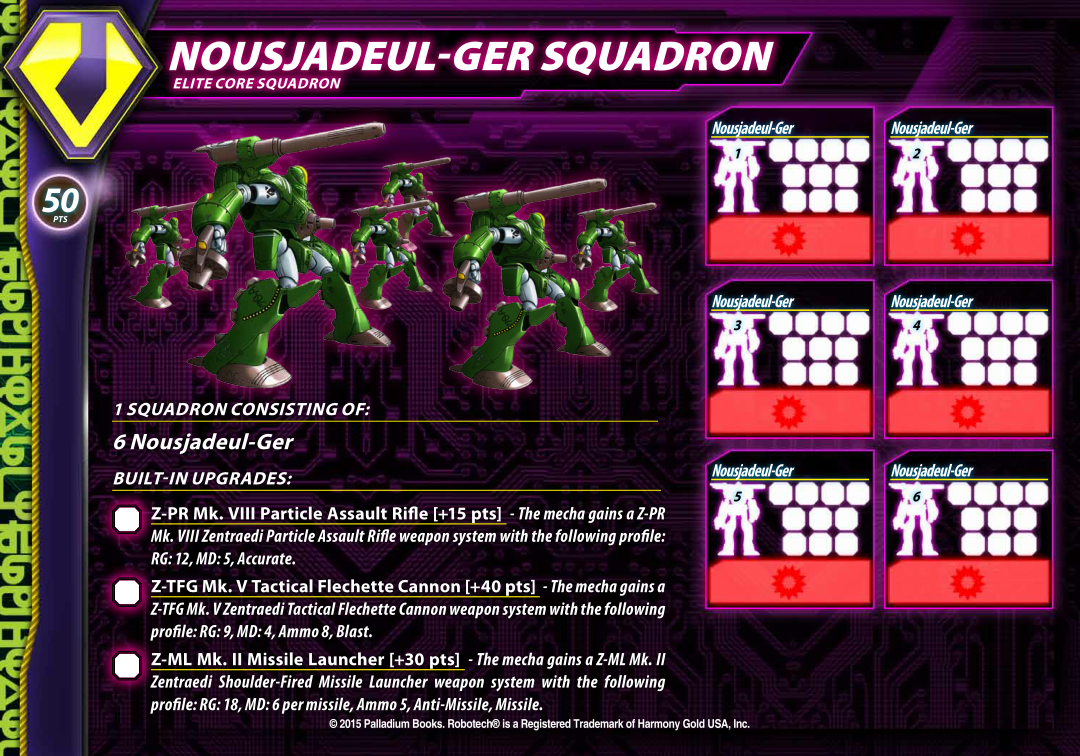 NOUSJADEUL-GER SQUADRON
ELITE CORE SQUADRON
50
PTS
1 SQUADRON CONSISTING OF:
6 Nousjadeul-Ger
BUILT-IN UPGRADES:
Z-PR Mk. VIII Particle Assault Rifle [+15 pts] - The mecha gains a Z-PR
Mk. VIII Zentraedi Particle Assault Rifle weapon system with the following profile:
RG: 12, MD: 5, Accurate.
Z-TFG Mk. V Tactical Flechette Cannon [+40 pts] - The mecha gains a
Z-TFG Mk. V Zentraedi Tactical Flechette Cannon weapon system with the following
profile: RG: 9, MD: 4, Ammo 8, Blast.
Z-ML Mk. II Missile Launcher [+30 pts] - The mecha gains a Z-ML Mk. II
Zentraedi Shoulder-Fired Missile Launcher weapon system with the following
profile: RG: 18, MD: 6 per missile, Ammo 5, Anti-Missile, Missile.
Nousjadeul-Ger
1
Nousjadeul-Ger
2
Nousjadeul-Ger
3
Nousjadeul-Ger
4
Nousjadeul-Ger
5
Nousjadeul-Ger
6
© 2015 Palladium Books. Robotech® is a Registered Trademark of Harmony Gold USA, Inc.